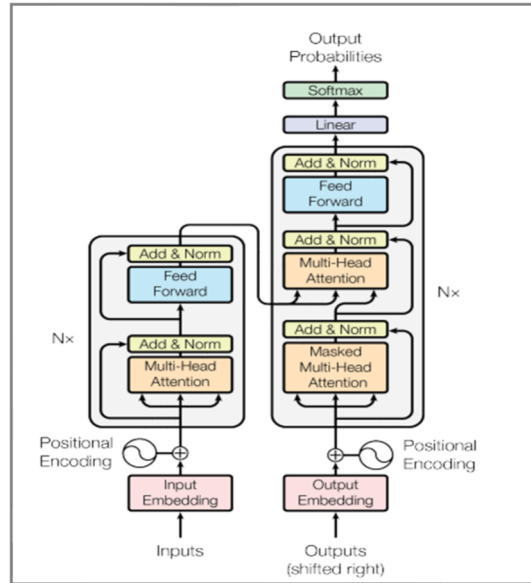 Output
Probabilities
Softmax
Linear
Add & Norm
Feed
Forward
Add & Norm
Multi-Head
Attention
Add & Norm
Masked
Multi-Head
Attention
Nx
Add & Norm
Feed
Forward
Add & Norm
Multi-Head
Attention
Nx
Positional
Encoding
Positional
Encoding
Input
Embedding
Output
Embedding
Inputs
Outputs
(shifted right)